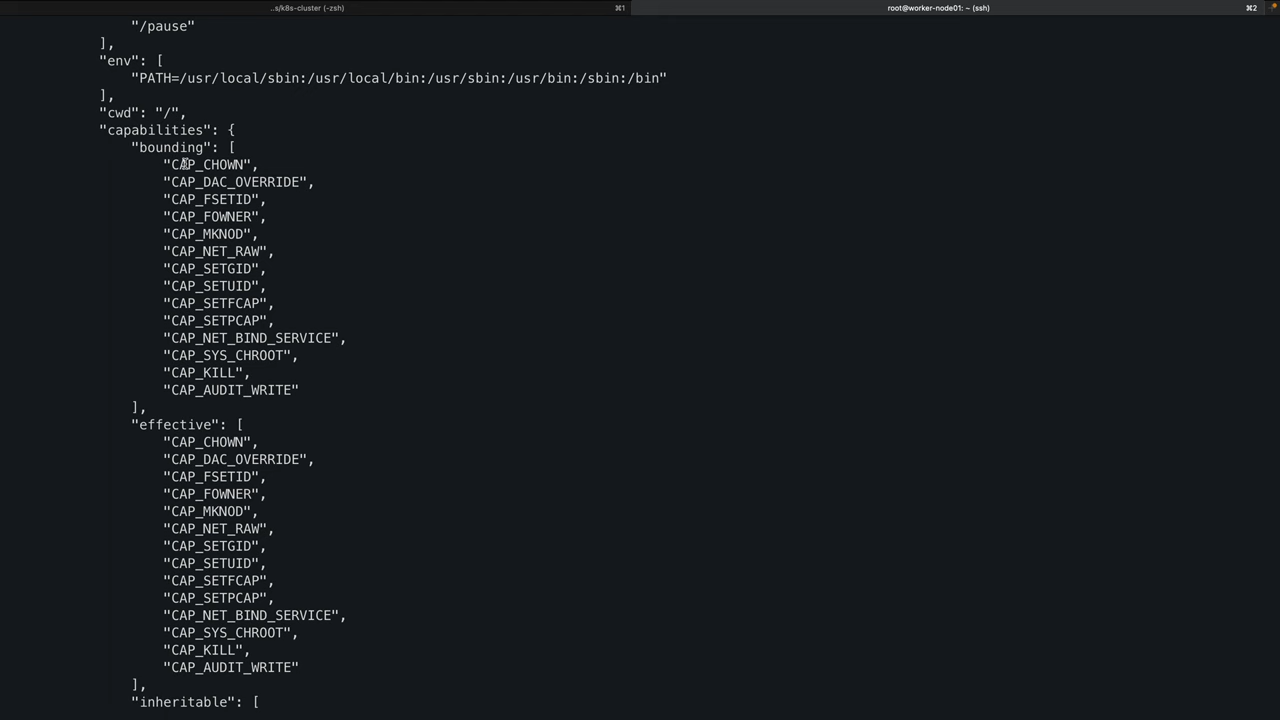 ..s/k8s-cluster (-zsh) ⌘1 root@worker-node01: ~ (ssh) ⌘2
"/pause"
],
"env": [
"PATH=/usr/local/sbin:/usr/local/bin:/usr/sbin:/usr/bin:/sbin:/bin"
],
"cwd": "/",
"capabilities": {
"bounding": [
"CAP_CHOWN",
"CAP_DAC_OVERRIDE",
"CAP_FSETID",
"CAP_FOWNER",
"CAP_MKNOD",
"CAP_NET_RAW",
"CAP_SETGID",
"CAP_SETUID",
"CAP_SETFCAP",
"CAP_SETPCAP",
"CAP_NET_BIND_SERVICE",
"CAP_SYS_CHROOT",
"CAP_KILL",
"CAP_AUDIT_WRITE"
],
"effective": [
"CAP_CHOWN",
"CAP_DAC_OVERRIDE",
"CAP_FSETID",
"CAP_FOWNER",
"CAP_MKNOD",
"CAP_NET_RAW",
"CAP_SETGID",
"CAP_SETUID",
"CAP_SETFCAP",
"CAP_SETPCAP",
"CAP_NET_BIND_SERVICE",
"CAP_SYS_CHROOT",
"CAP_KILL",
"CAP_AUDIT_WRITE"
],
"inheritable": [